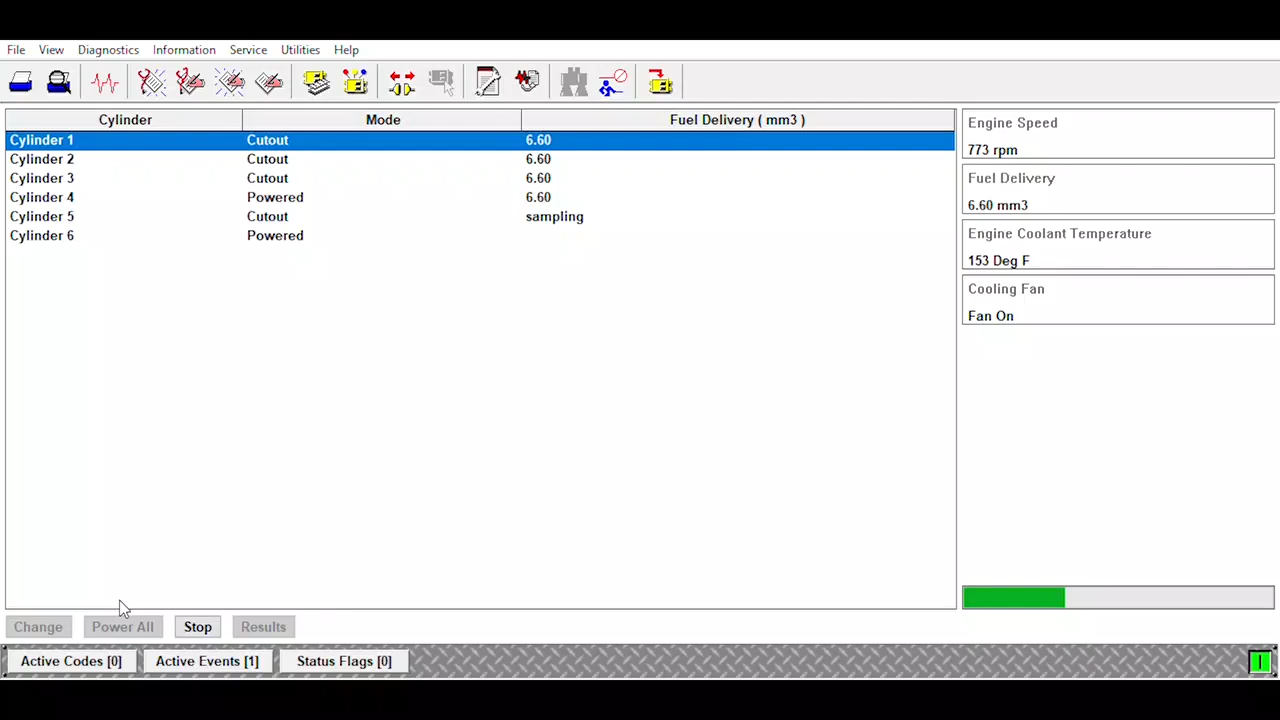 File View Diagnostics Information Service Utilities Help
Cylinder Mode Fuel Delivery ( mm3 )
Cylinder 1 Cutout 6.60
Cylinder 2 Cutout 6.60
Cylinder 3 Cutout 6.60
Cylinder 4 Powered 6.60
Cylinder 5 Cutout sampling
Cylinder 6 Powered
Engine Speed
773 rpm
Fuel Delivery
6.60 mm3
Engine Coolant Temperature
153 Deg F
Cooling Fan
Fan On
Change Power All Stop Results
Active Codes [0] Active Events [1] Status Flags [0]